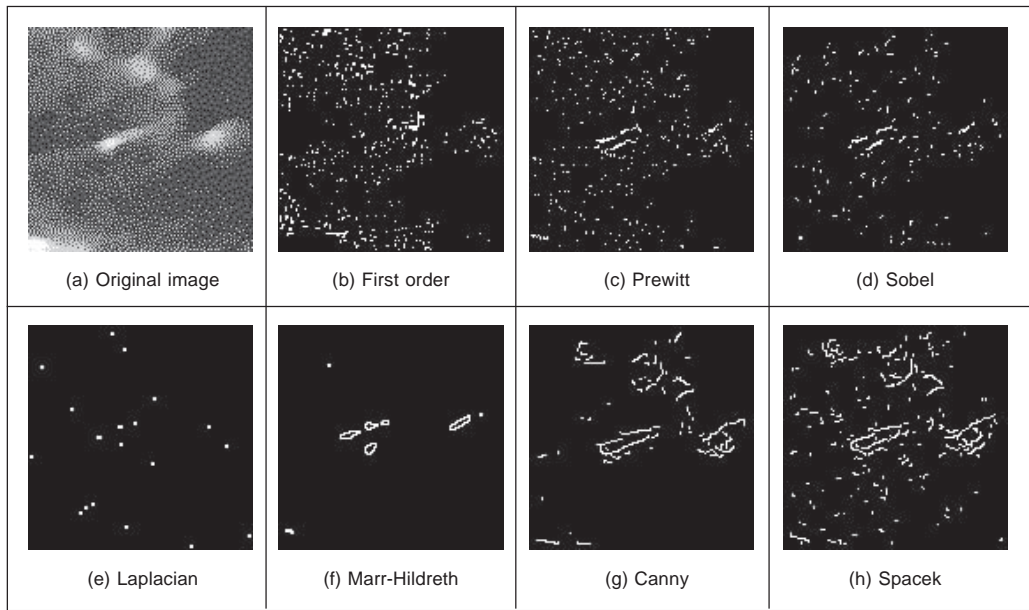 (a) Original image
(b) First order
(c) Prewitt
(d) Sobel
(e) Laplacian
(f) Marr-Hildreth
(g) Canny
(h) Spacek